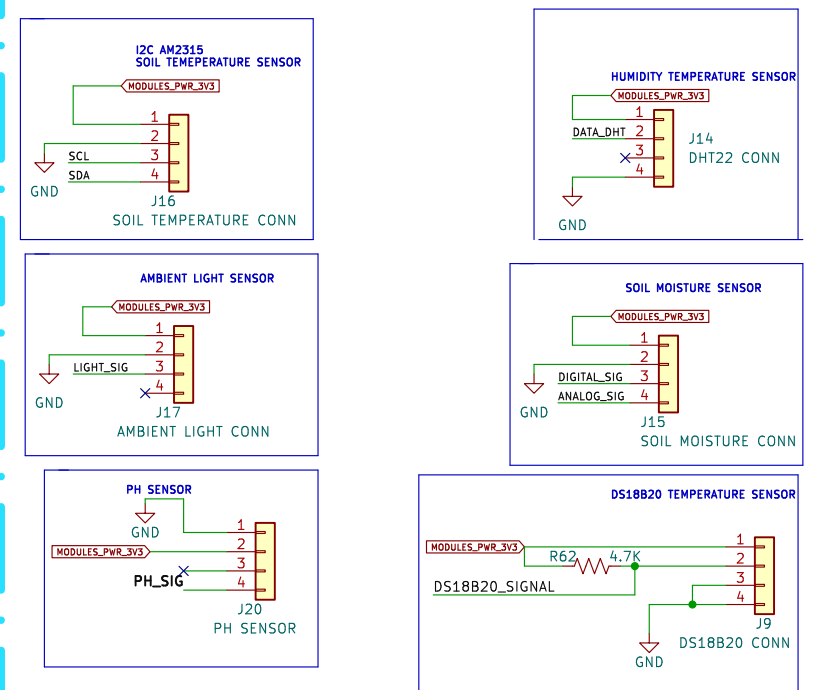 I2C AM2315
SOIL TEMEPERATURE SENSOR
MODULES_PWR_3V3
1
2
3
4
SCL
SDA
GND
J16
SOIL TEMPERATURE CONN
HUMIDITY TEMPERATURE SENSOR
MODULES_PWR_3V3
1
2
3
4
DATA_DHT
J14
DHT22 CONN
GND
AMBIENT LIGHT SENSOR
MODULES_PWR_3V3
1
2
3
4
LIGHT_SIG
GND
J17
AMBIENT LIGHT CONN
SOIL MOISTURE SENSOR
MODULES_PWR_3V3
1
2
3
4
DIGITAL_SIG
ANALOG_SIG
GND
J15
SOIL MOISTURE CONN
PH SENSOR
GND
MODULES_PWR_3V3
1
2
3
4
PH_SIG
J20
PH SENSOR
DS18B20 TEMPERATURE SENSOR
MODULES_PWR_3V3
R62 4.7K
1
2
3
4
DS18B20_SIGNAL
J9
DS18B20 CONN
GND